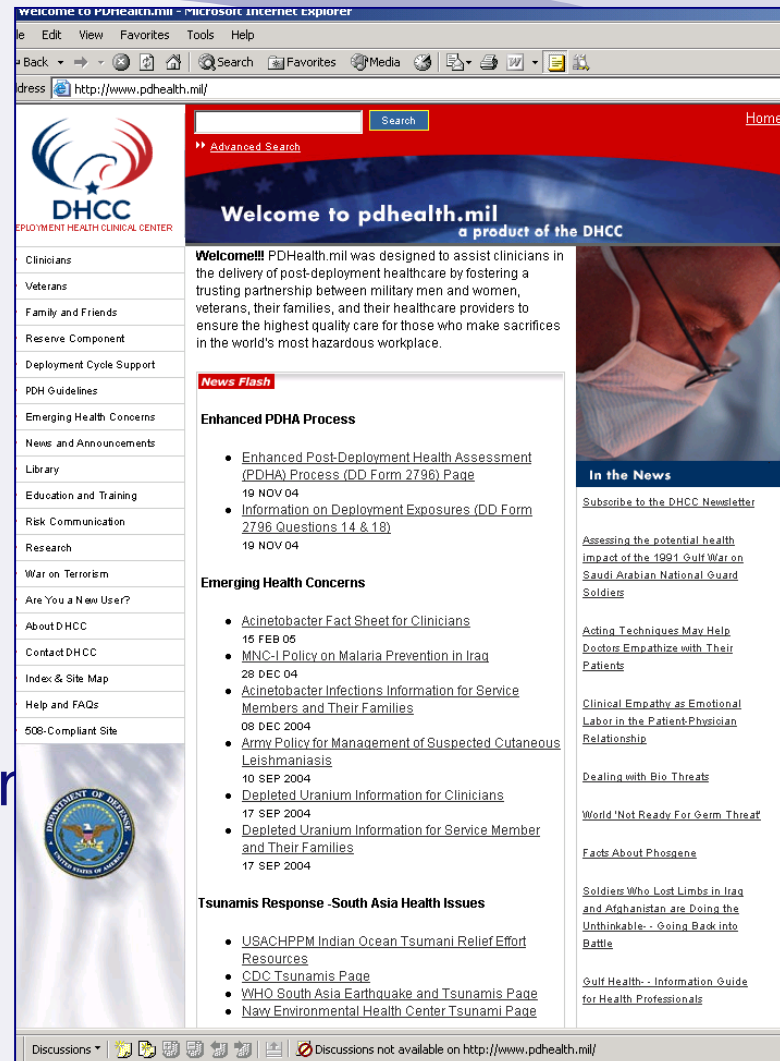 Welcome to PDHealth.mil - Microsoft Internet Explorer
le Edit View Favorites Tools Help
Back Search Favorites Media
ddress http://www.pdhealth.mil/
Search
Home
Advanced Search
DHCC
EPLOYMENT HEALTH CLINICAL CENTER
Welcome to pdhealth.mil
a product of the DHCC
Clinicians
Veterans
Family and Friends
Reserve Component
Deployment Cycle Support
PDH Guidelines
Emerging Health Concerns
News and Announcements
Library
Education and Training
Risk Communication
Research
War on Terrorism
Are You a New User?
About DHCC
Contact DHCC
Index & Site Map
Help and FAQs
508-Compliant Site
DEPARTMENT OF DEFENSE
UNITED STATES OF AMERICA
Welcome!!! PDHealth.mil was designed to assist clinicians in
the delivery of post-deployment healthcare by fostering a
trusting partnership between military men and women,
veterans, their families, and their healthcare providers to
ensure the highest quality care for those who make sacrifices
in the world's most hazardous workplace.
News Flash
Enhanced PDHA Process
Enhanced Post-Deployment Health Assessment
(PDHA) Process (DD Form 2796) Page
19 NOV 04
Information on Deployment Exposures (DD Form
2796 Questions 14 & 18)
19 NOV 04
Emerging Health Concerns
Acinetobacter Fact Sheet for Clinicians
15 FEB 05
MNC-I Policy on Malaria Prevention in Iraq
28 DEC 04
Acinetobacter Infections Information for Service
Members and Their Families
08 DEC 2004
Army Policy for Management of Suspected Cutaneous
Leishmaniasis
10 SEP 2004
Depleted Uranium Information for Clinicians
17 SEP 2004
Depleted Uranium Information for Service Member
and Their Families
17 SEP 2004
Tsunamis Response -South Asia Health Issues
USACHPPM Indian Ocean Tsumani Relief Effort
Resources
CDC Tsunamis Page
WHO South Asia Earthquake and Tsunamis Page
Navy Environmental Health Center Tsunami Page
In the News
Subscribe to the DHCC Newsletter
Assessing the potential health
impact of the 1991 Gulf War on
Saudi Arabian National Guard
Soldiers
Acting Techniques May Help
Doctors Empathize with Their
Patients
Clinical Empathy as Emotional
Labor in the Patient-Physician
Relationship
Dealing with Bio Threats
World 'Not Ready For Germ Threat'
Facts About Phosgene
Soldiers Who Lost Limbs in Iraq
and Afghanistan are Doing the
Unthinkable- - Going Back into
Battle
Gulf Health- - Information Guide
for Health Professionals
Discussions Discussions not available on http://www.pdhealth.mil/